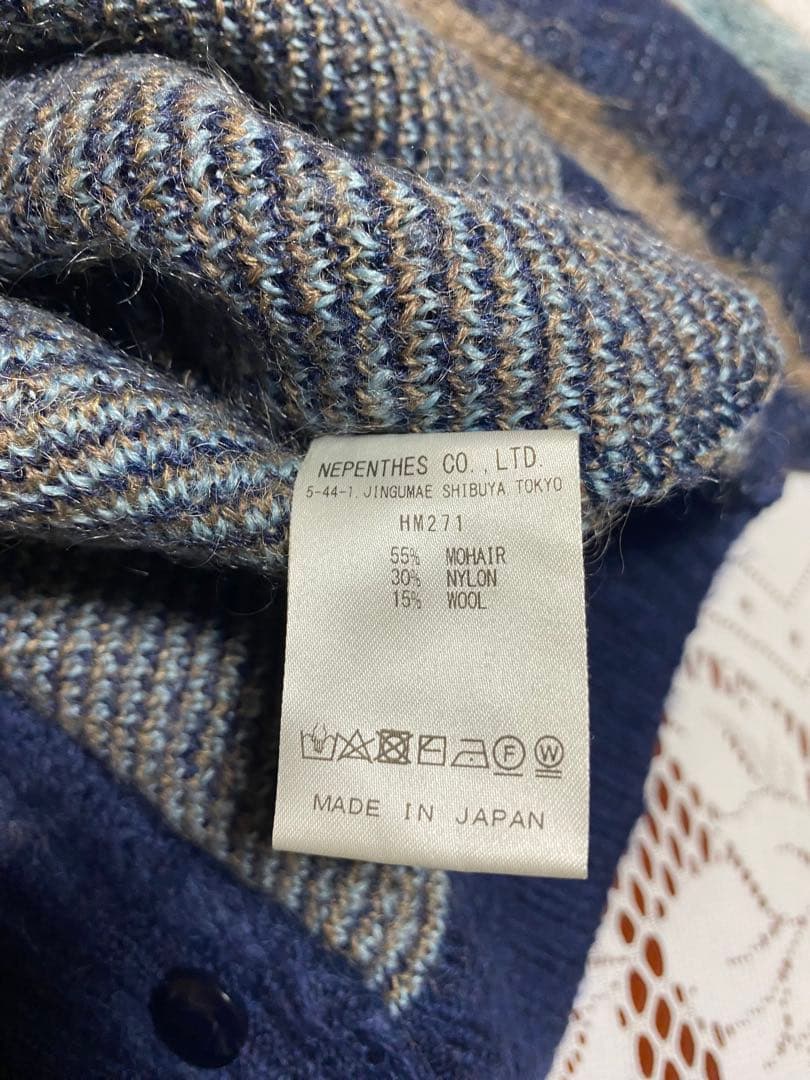 NEPENTHES CO., LTD.
5-44-1, JINGUMAE SHIBUYA TOKYO
HM271
55% MOHAIR
30% NYLON
15% WOOL
F W
MADE IN JAPAN